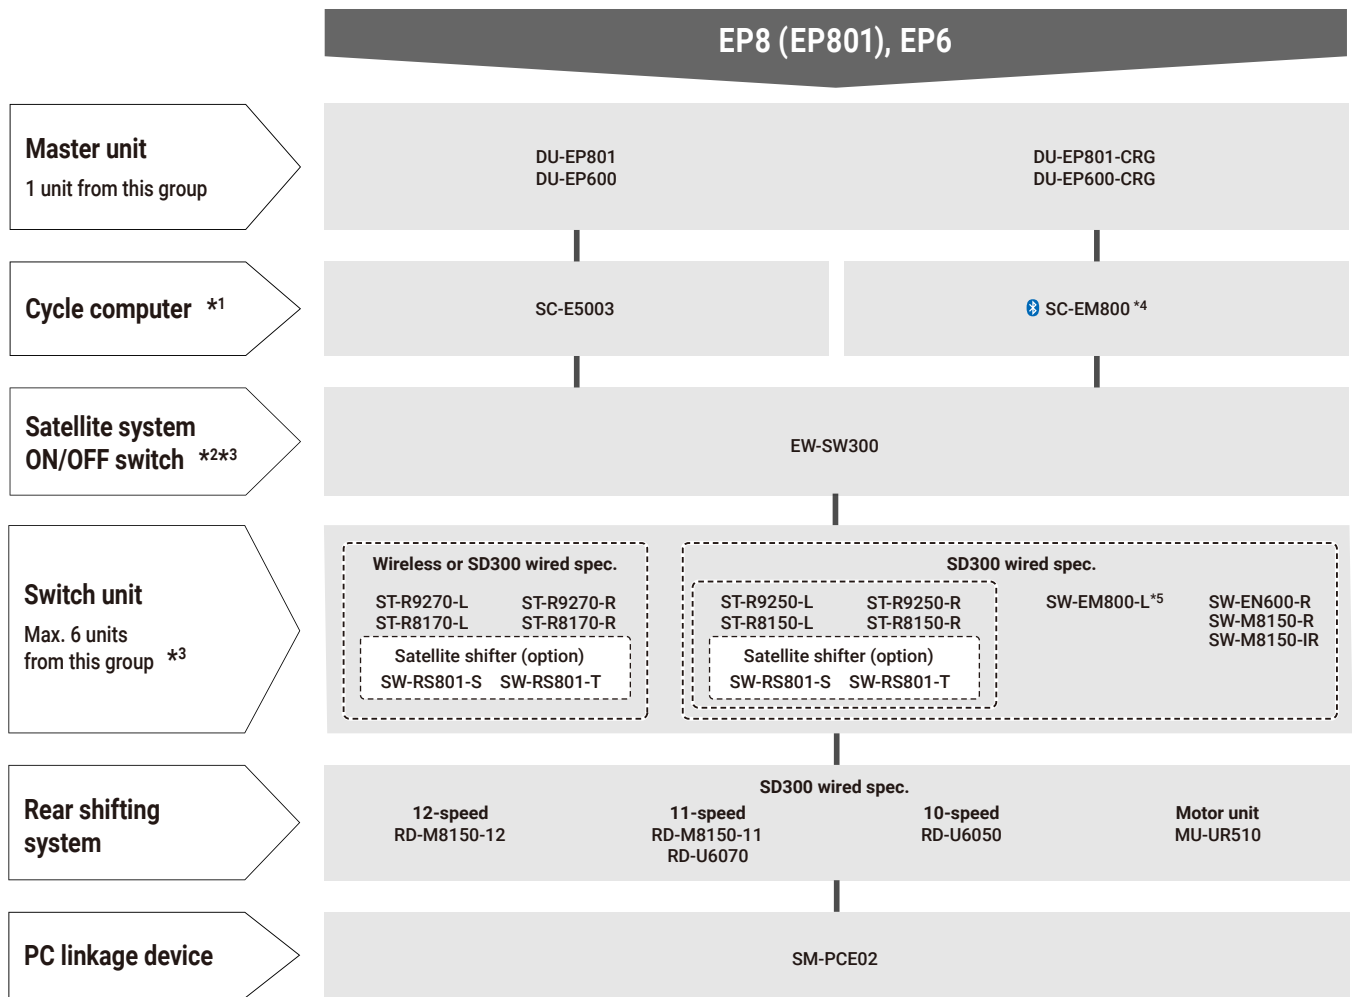 EP8 (EP801), EP6
Master unit
1 unit from this group
DU-EP801
DU-EP600
DU-EP801-CRG
DU-EP600-CRG
Cycle computer *1
SC-E5003
SC-EM800 *4
Satellite system
ON/OFF switch *2*3
EW-SW300
Switch unit
Max. 6 units
from this group *3
Wireless or SD300 wired spec.
ST-R9270-L ST-R9270-R
ST-R8170-L ST-R8170-R
Satellite shifter (option)
SW-RS801-S SW-RS801-T
SD300 wired spec.
ST-R9250-L ST-R9250-R
ST-R8150-L ST-R8150-R
Satellite shifter (option)
SW-RS801-S SW-RS801-T
SW-EM800-L*5
SW-EN600-R
SW-M8150-R
SW-M8150-IR
Rear shifting
system
SD300 wired spec.
12-speed
RD-M8150-12
11-speed
RD-M8150-11
RD-U6070
10-speed
RD-U6050
Motor unit
MU-UR510
PC linkage device
SM-PCE02